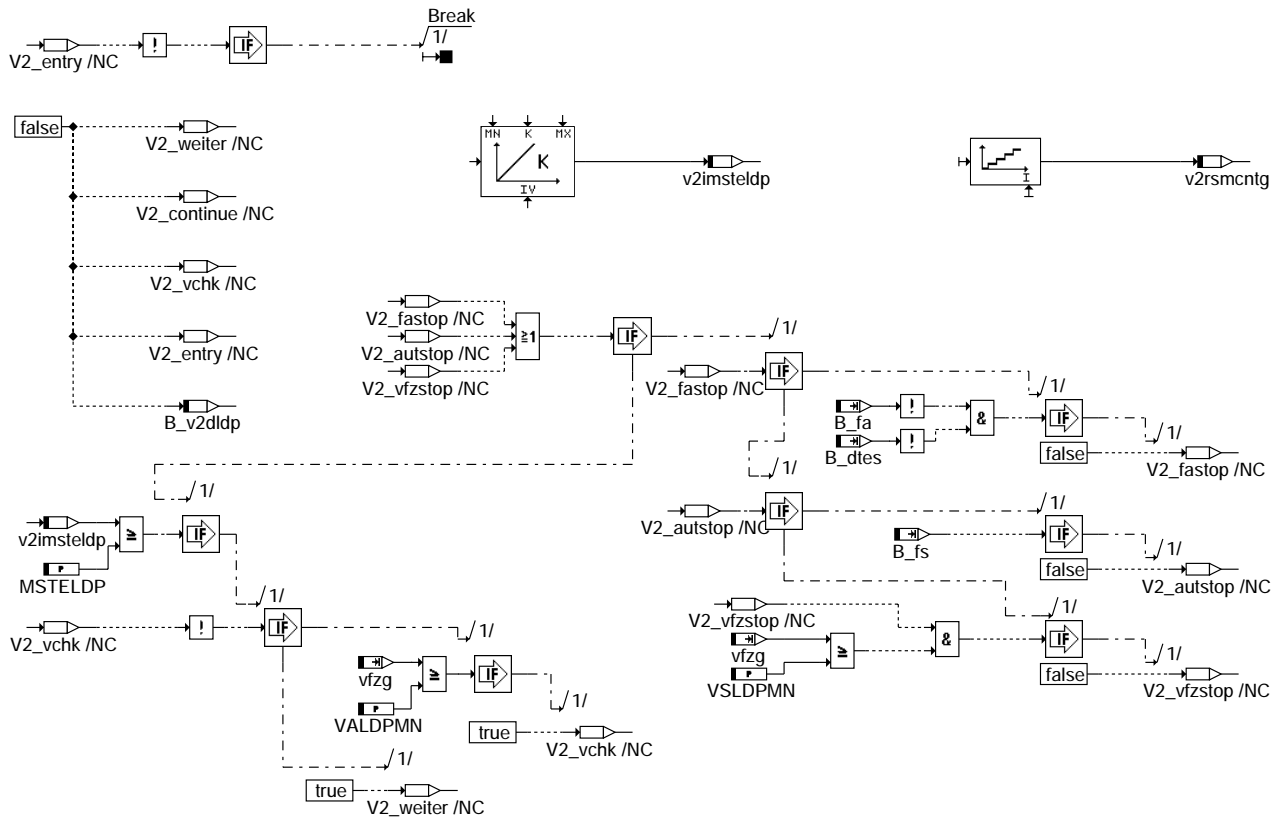 Break
1/
!
IF
V2_entry /NC
false
V2_weiter /NC
MN K MX
K
IV
v2imsteldp
I
v2rsmcntg
V2_continue /NC
V2_vchk /NC
V2_entry /NC
B_v2dldp
V2_fastop /NC
V2_autstop /NC
V2_vfzstop /NC
≥1
IF
1/
V2_fastop /NC
IF
1/
B_fa
!
B_dtes
!
&
IF
1/
false
V2_fastop /NC
1/
1/
v2imsteldp
MSTELDP
P
≥
IF
V2_autstop /NC
IF
1/
B_fs
IF
1/
false
V2_autstop /NC
1/
V2_vchk /NC
!
IF
1/
vfzg
VALDPMN
P
≥
IF
1/
true
V2_vchk /NC
1/
true
V2_weiter /NC
V2_vfzstop /NC
vfzg
VSLDPMN
P
≥
&
1/
IF
1/
false
V2_vfzstop /NC